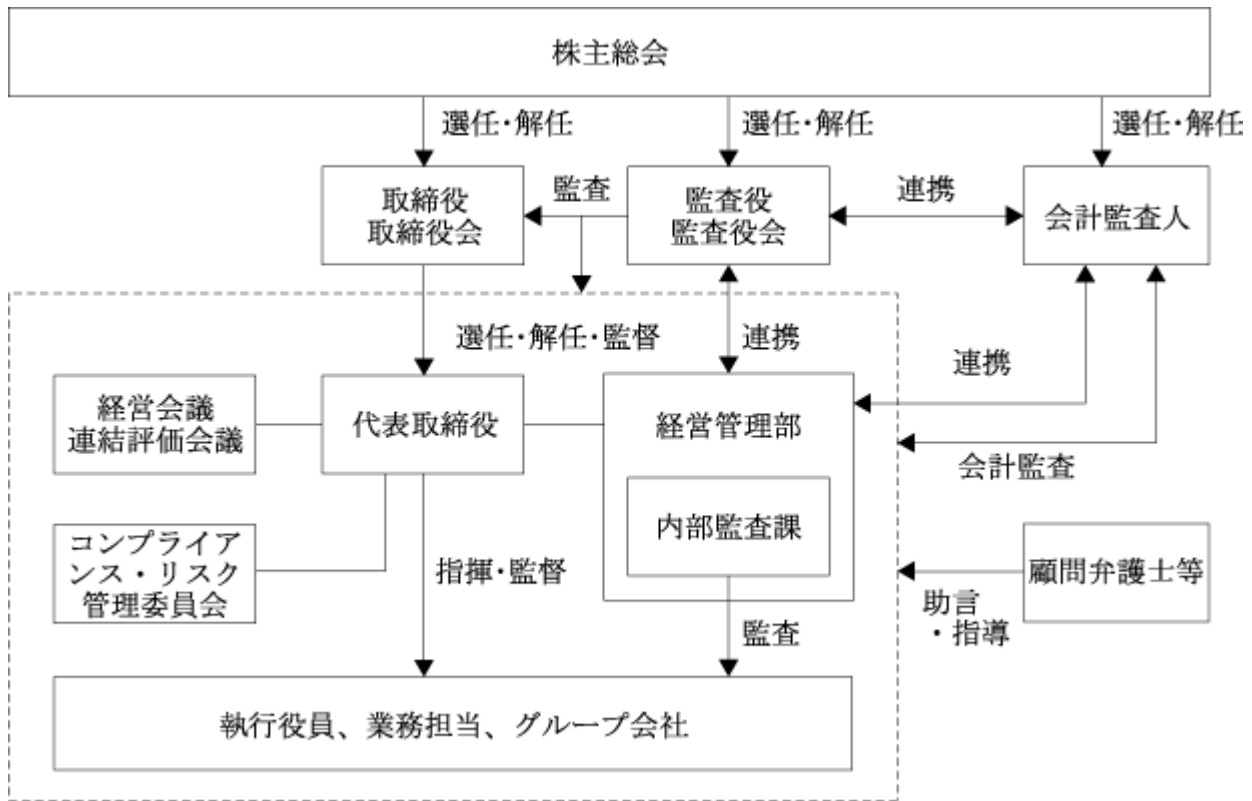 株主総会
選任・解任
選任・解任
選任・解任
取締役
取締役会
監査
監査役
監査役会
連携
会計監査人
選任・解任・監督
連携
連携
経営会議
連結評価会議
代表取締役
経営管理部
会計監査
内部監査課
コンプライア
ンス・リスク
管理委員会
指揮・監督
顧問弁護士等
助言
・指導
監査
執行役員、業務担当、グループ会社